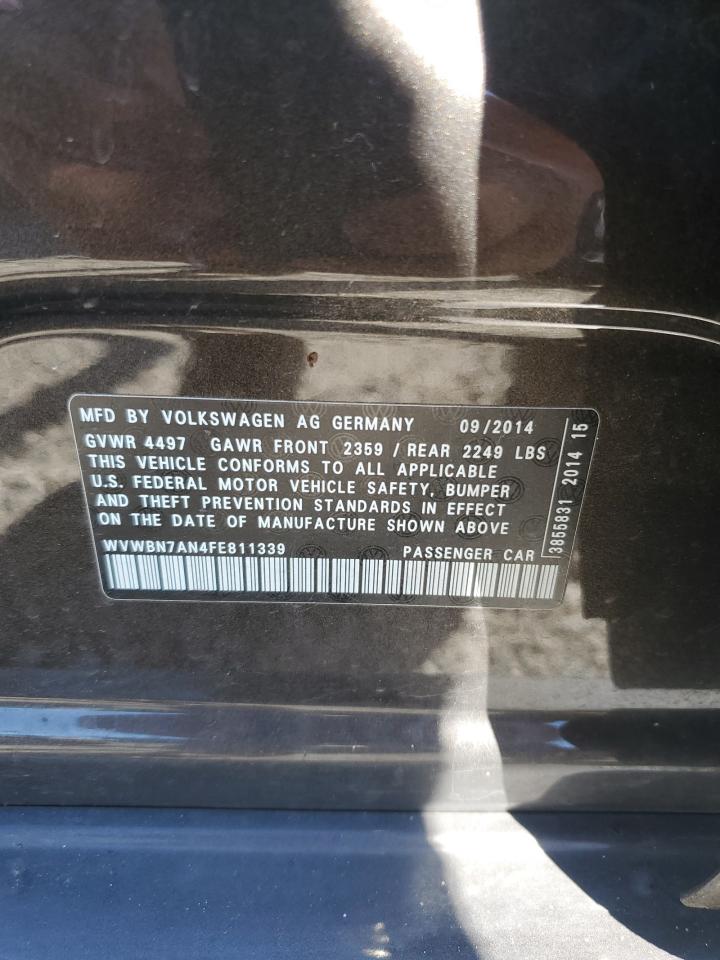 MFD BY VOLKSWAGEN AG GERMANY 09/2014
GVWR 4497 GAWR FRONT 2359 / REAR 2249 LBS
THIS VEHICLE CONFORMS TO ALL APPLICABLE
U.S. FEDERAL MOTOR VEHICLE SAFETY, BUMPER
AND THEFT PREVENTION STANDARDS IN EFFECT
ON THE DATE OF MANUFACTURE SHOWN ABOVE
WVWBN7AN4FE811339 PASSENGER CAR
3855831 2014 15